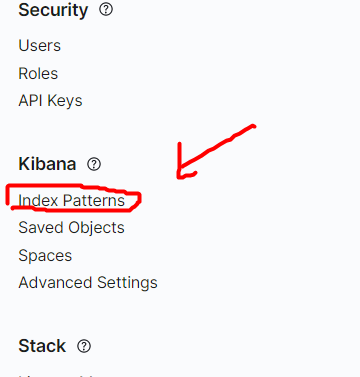 Security
Users
Roles
API Keys
Kibana
Index Patterns
Saved Objects
Spaces
Advanced Settings
Stack